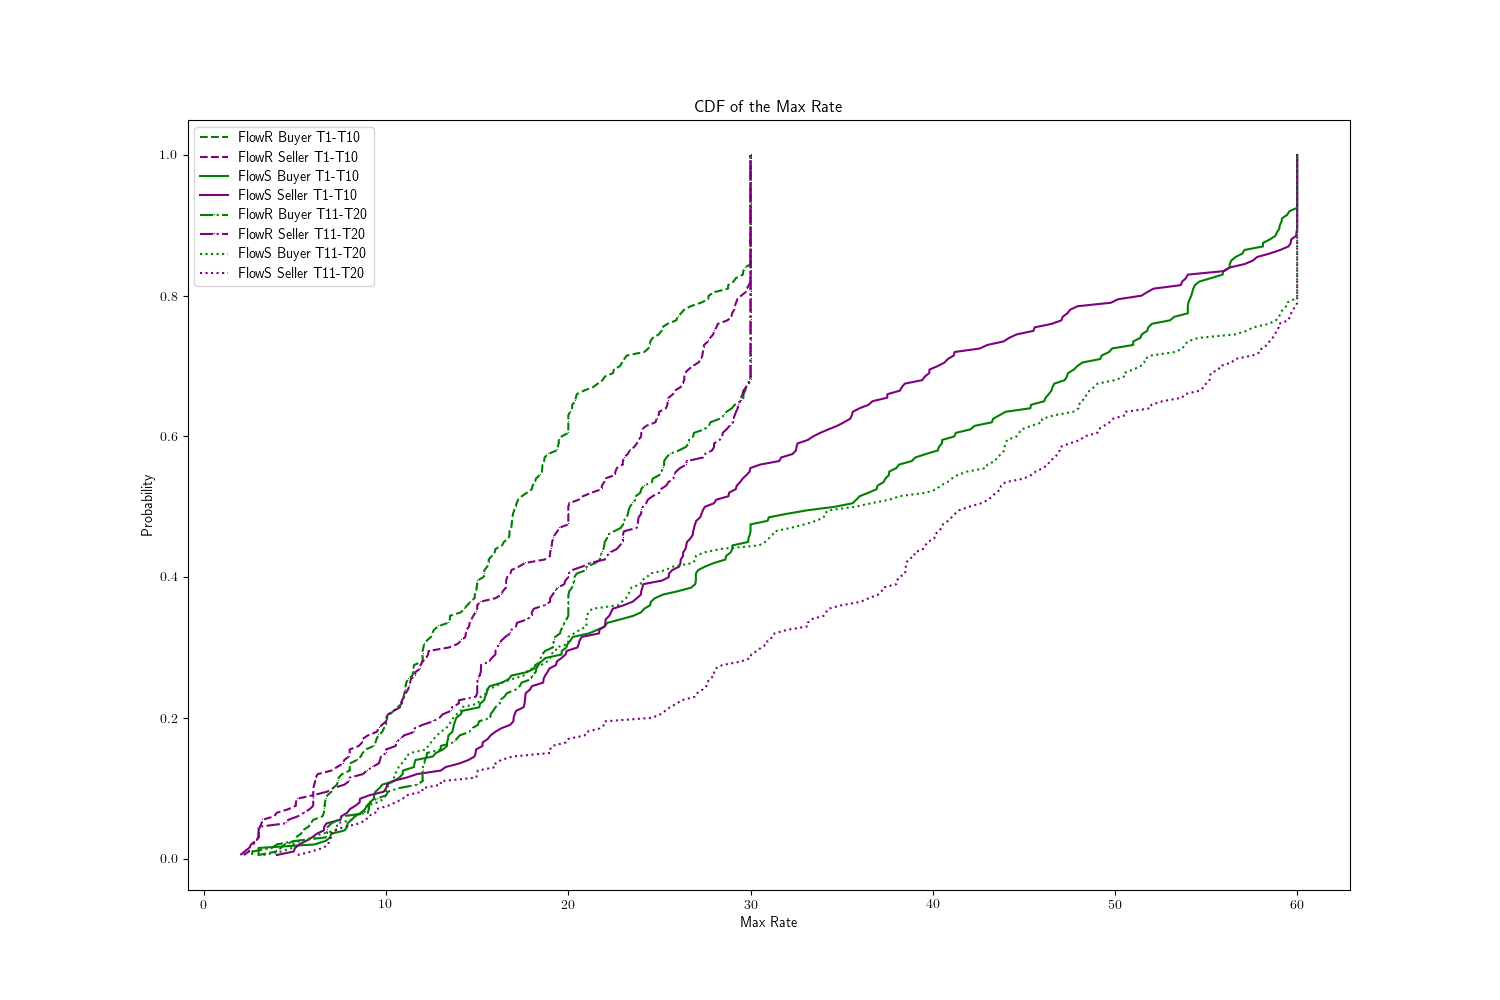 CDF of the Max Rate
FlowR Buyer T1-T10
FlowR Seller T1-T10
FlowS Buyer T1-T10
FlowS Seller T1-T10
FlowR Buyer T11-T20
FlowR Seller T11-T20
FlowS Buyer T11-T20
FlowS Seller T11-T20
1.0
0.8
0.6
0.4
0.2
0.0
Probability
0 10 20 30 40 50 60
Max Rate